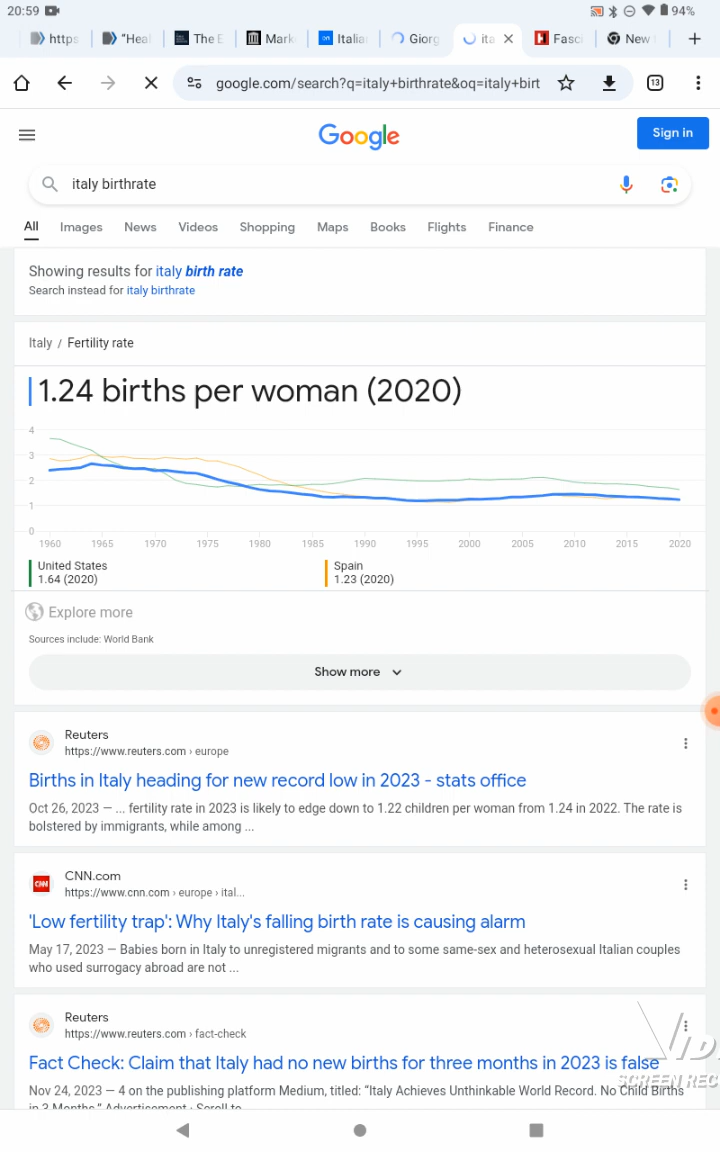 20:59
94%
https
"Heal
The E
Mark
Italia
Giorg
ita
Fasci
New
google.com/search?q=italy+birthrate&oq=italy+birt
13
Google
Sign in
italy birthrate
All Images News Videos Shopping Maps Books Flights Finance
Showing results for italy birth rate
Search instead for italy birthrate
Italy / Fertility rate
1.24 births per woman (2020)
4
3
2
1
0
1960 1965 1970 1975 1980 1985 1990 1995 2000 2005 2010 2015 2020
United States
1.64 (2020)
Spain
1.23 (2020)
Explore more
Sources include: World Bank
Show more
Reuters
https://www.reuters.com › europe
Births in Italy heading for new record low in 2023 - stats office
Oct 26, 2023 — ... fertility rate in 2023 is likely to edge down to 1.22 children per woman from 1.24 in 2022. The rate is
bolstered by immigrants, while among ...
CNN
CNN.com
https://www.cnn.com › europe › ital...
'Low fertility trap': Why Italy's falling birth rate is causing alarm
May 17, 2023 — Babies born in Italy to unregistered migrants and to some same-sex and heterosexual Italian couples
who used surrogacy abroad are not ...
Reuters
https://www.reuters.com › fact-check
Fact Check: Claim that Italy had no new births for three months in 2023 is false
Nov 24, 2023 — 4 on the publishing platform Medium, titled: “Italy Achieves Unthinkable World Record. No Child Births
in 3 Months.” Advertisement · Scroll to
SCREEN REC